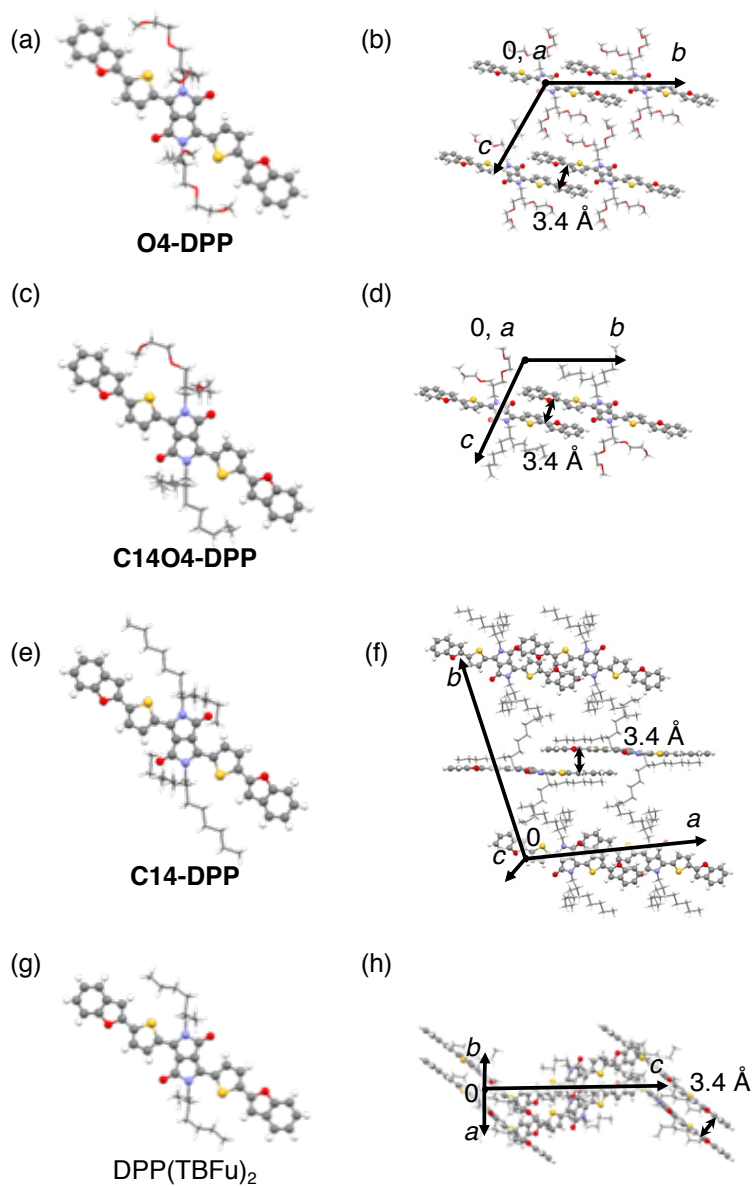 (a)
O4-DPP
(b)
0, a
b
c
3.4 Å
(c)
C14O4-DPP
(d)
0, a
b
c
3.4 Å
(e)
C14-DPP
(f)
b
3.4 Å
0
a
c
(g)
DPP(TBFu)₂
(h)
b
c
3.4 Å
0
a